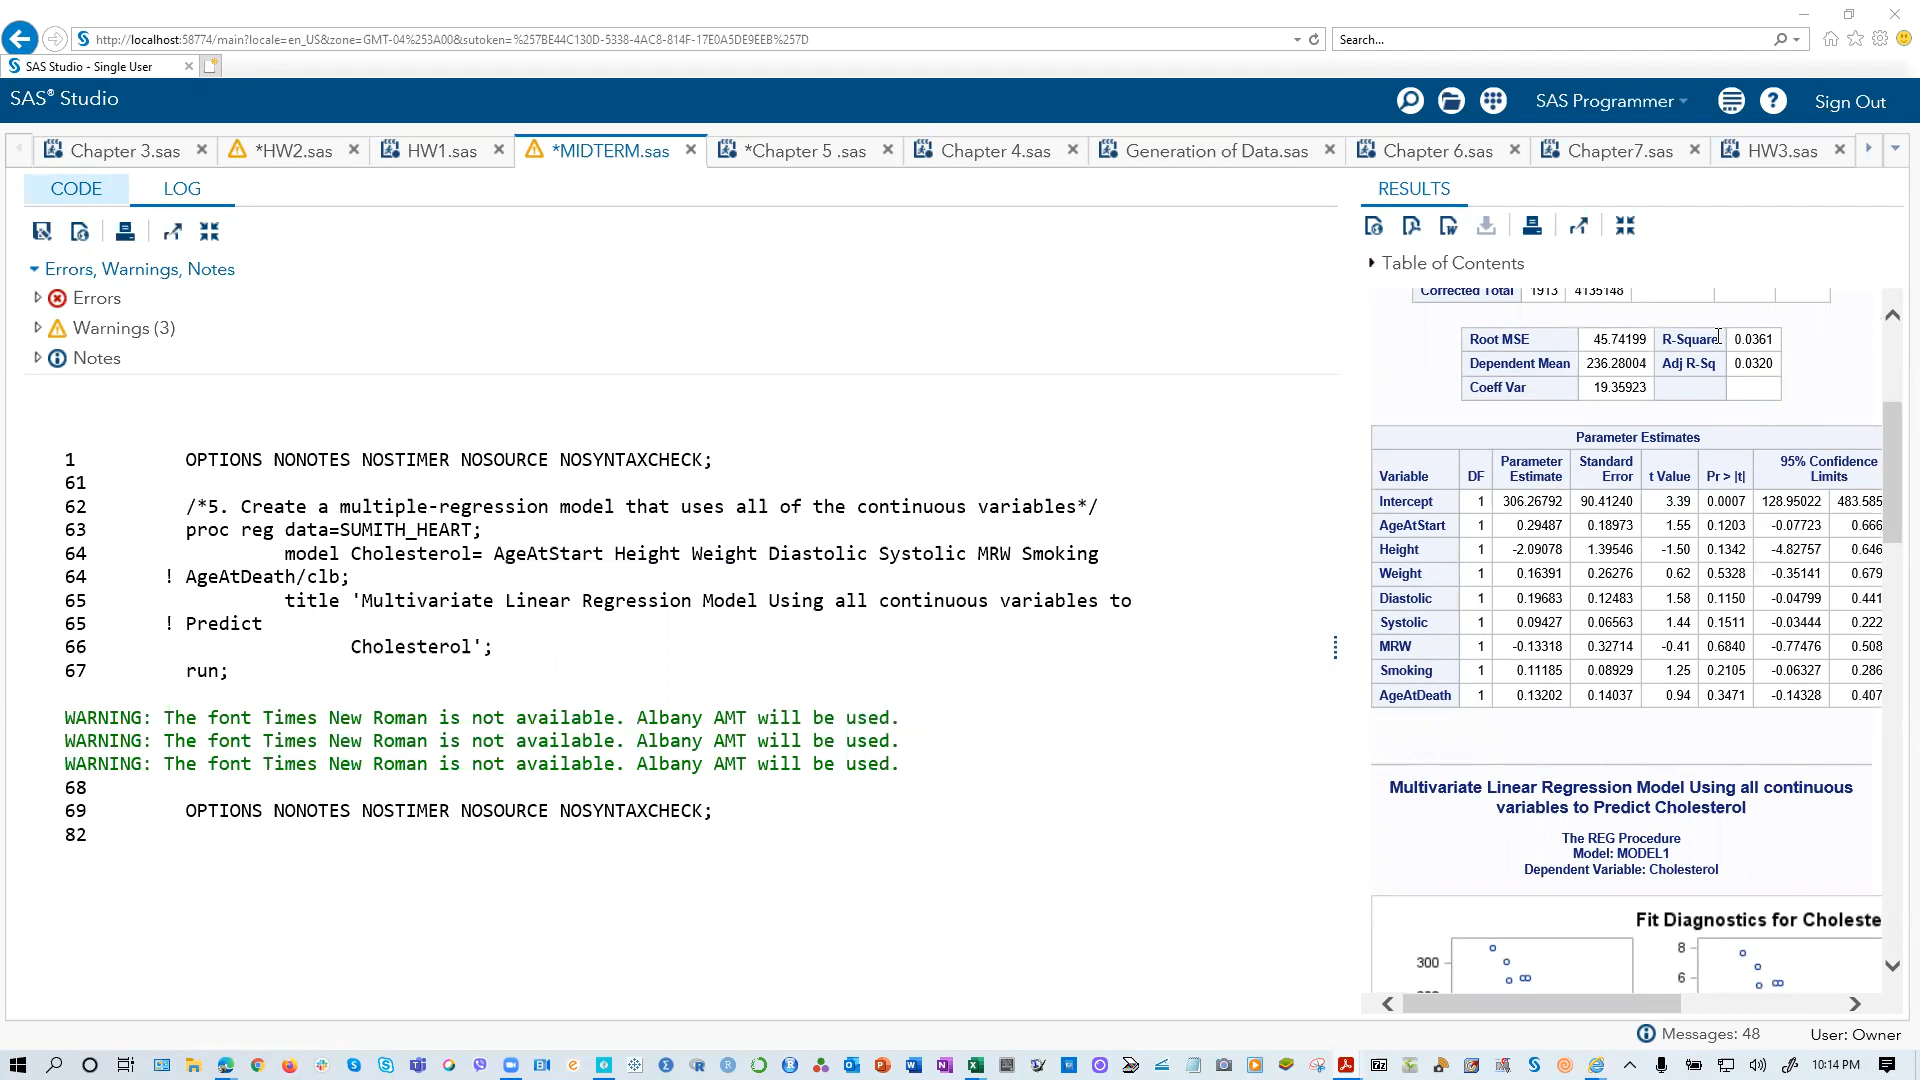 http://localhost:58774/main?locale=en_US&zone=GMT-04%253A00&sutoken=%257BE44C130D-5338-4AC8-814F-17E0A5DE9EEB%257D
Search...
SAS Studio - Single User
SAS® Studio
SAS Programmer
Sign Out
Chapter 3.sas
*HW2.sas
HW1.sas
*MIDTERM.sas
*Chapter 5 .sas
Chapter 4.sas
Generation of Data.sas
Chapter 6.sas
Chapter7.sas
HW3.sas
CODE
LOG
RESULTS
Errors, Warnings, Notes
Errors
Warnings (3)
Notes
1 OPTIONS NONOTES NOSTIMER NOSOURCE NOSYNTAXCHECK;
61
62 /*5. Create a multiple-regression model that uses all of the continuous variables*/
63 proc reg data=SUMITH_HEART;
64 model Cholesterol= AgeAtStart Height Weight Diastolic Systolic MRW Smoking
64 ! AgeAtDeath/clb;
65 title 'Multivariate Linear Regression Model Using all continuous variables to
65 ! Predict
66 Cholesterol';
67 run;
WARNING: The font Times New Roman is not available. Albany AMT will be used.
WARNING: The font Times New Roman is not available. Albany AMT will be used.
WARNING: The font Times New Roman is not available. Albany AMT will be used.
68
69 OPTIONS NONOTES NOSTIMER NOSOURCE NOSYNTAXCHECK;
82
Table of Contents
Corrected Total 1913 4135148
Root MSE 45.74199 R-Square 0.0361
Dependent Mean 236.28004 Adj R-Sq 0.0320
Coeff Var 19.35923
Parameter Estimates
Variable DF Parameter Estimate Standard Error t Value Pr > |t| 95% Confidence Limits
Intercept 1 306.26792 90.41240 3.39 0.0007 128.95022 483.585
AgeAtStart 1 0.29487 0.18973 1.55 0.1203 -0.07723 0.666
Height 1 -2.09078 1.39546 -1.50 0.1342 -4.82757 0.646
Weight 1 0.16391 0.26276 0.62 0.5328 -0.35141 0.679
Diastolic 1 0.19683 0.12483 1.58 0.1150 -0.04799 0.441
Systolic 1 0.09427 0.06563 1.44 0.1511 -0.03444 0.222
MRW 1 -0.13318 0.32714 -0.41 0.6840 -0.77476 0.508
Smoking 1 0.11185 0.08929 1.25 0.2105 -0.06327 0.286
AgeAtDeath 1 0.13202 0.14037 0.94 0.3471 -0.14328 0.407
Multivariate Linear Regression Model Using all continuous
variables to Predict Cholesterol
The REG Procedure
Model: MODEL1
Dependent Variable: Cholesterol
Fit Diagnostics for Choleste
300
8
6
Messages: 48
User: Owner
10:14 PM